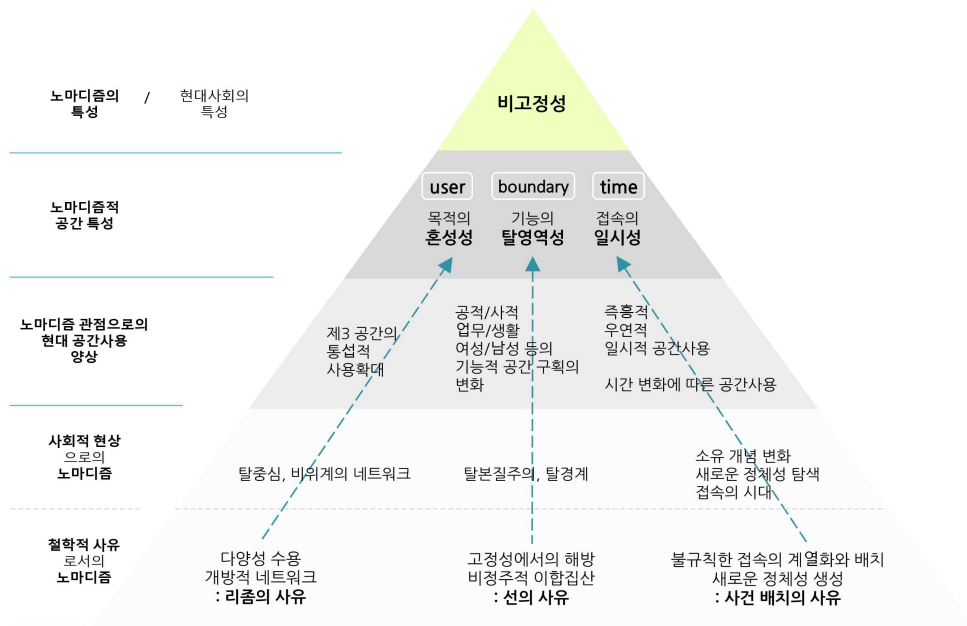 노마디즘의 / 현대사회의
특성 특성
비고정성
노마디즘적
공간 특성
user boundary time
목적의 기능의 접속의
혼성성 탈영역성 일시성
노마디즘 관점으로의
현대 공간사용
양상
제3 공간의
통섭적
사용확대
공적/사적
업무/생활
여성/남성 등의
기능적 공간 구획의
변화
즉흥적
우연적
일시적 공간사용
시간 변화에 따른 공간사용
사회적 현상
으로의
노마디즘
탈중심, 비위계의 네트워크
탈본질주의, 탈경계
소유 개념 변화
새로운 정체성 탐색
접속의 시대
철학적 사유
로서의
노마디즘
다양성 수용
개방적 네트워크
: 리좀의 사유
고정성에서의 해방
비정주적 이합집산
: 선의 사유
불규칙한 접속의 계열화와 배치
새로운 정체성 생성
: 사건 배치의 사유